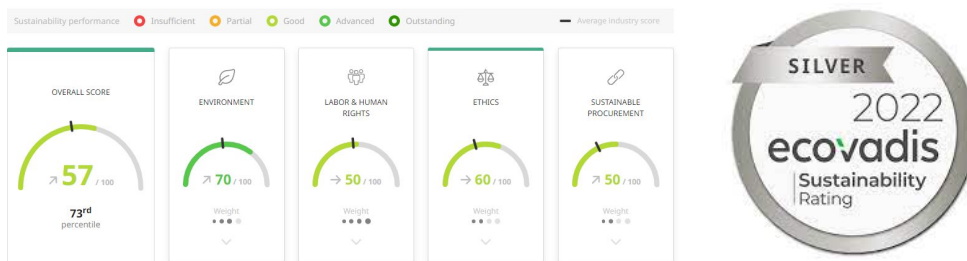 Sustainability performance Insufficient Partial Good Advanced Outstanding Average industry score
OVERALL SCORE
57 / 100
73rd
percentile
ENVIRONMENT
70 / 100
Weight
LABOR & HUMAN
RIGHTS
50 / 100
Weight
ETHICS
60 / 100
Weight
SUSTAINABLE
PROCUREMENT
50 / 100
Weight
SILVER
2022
ecovadis
Sustainability
Rating